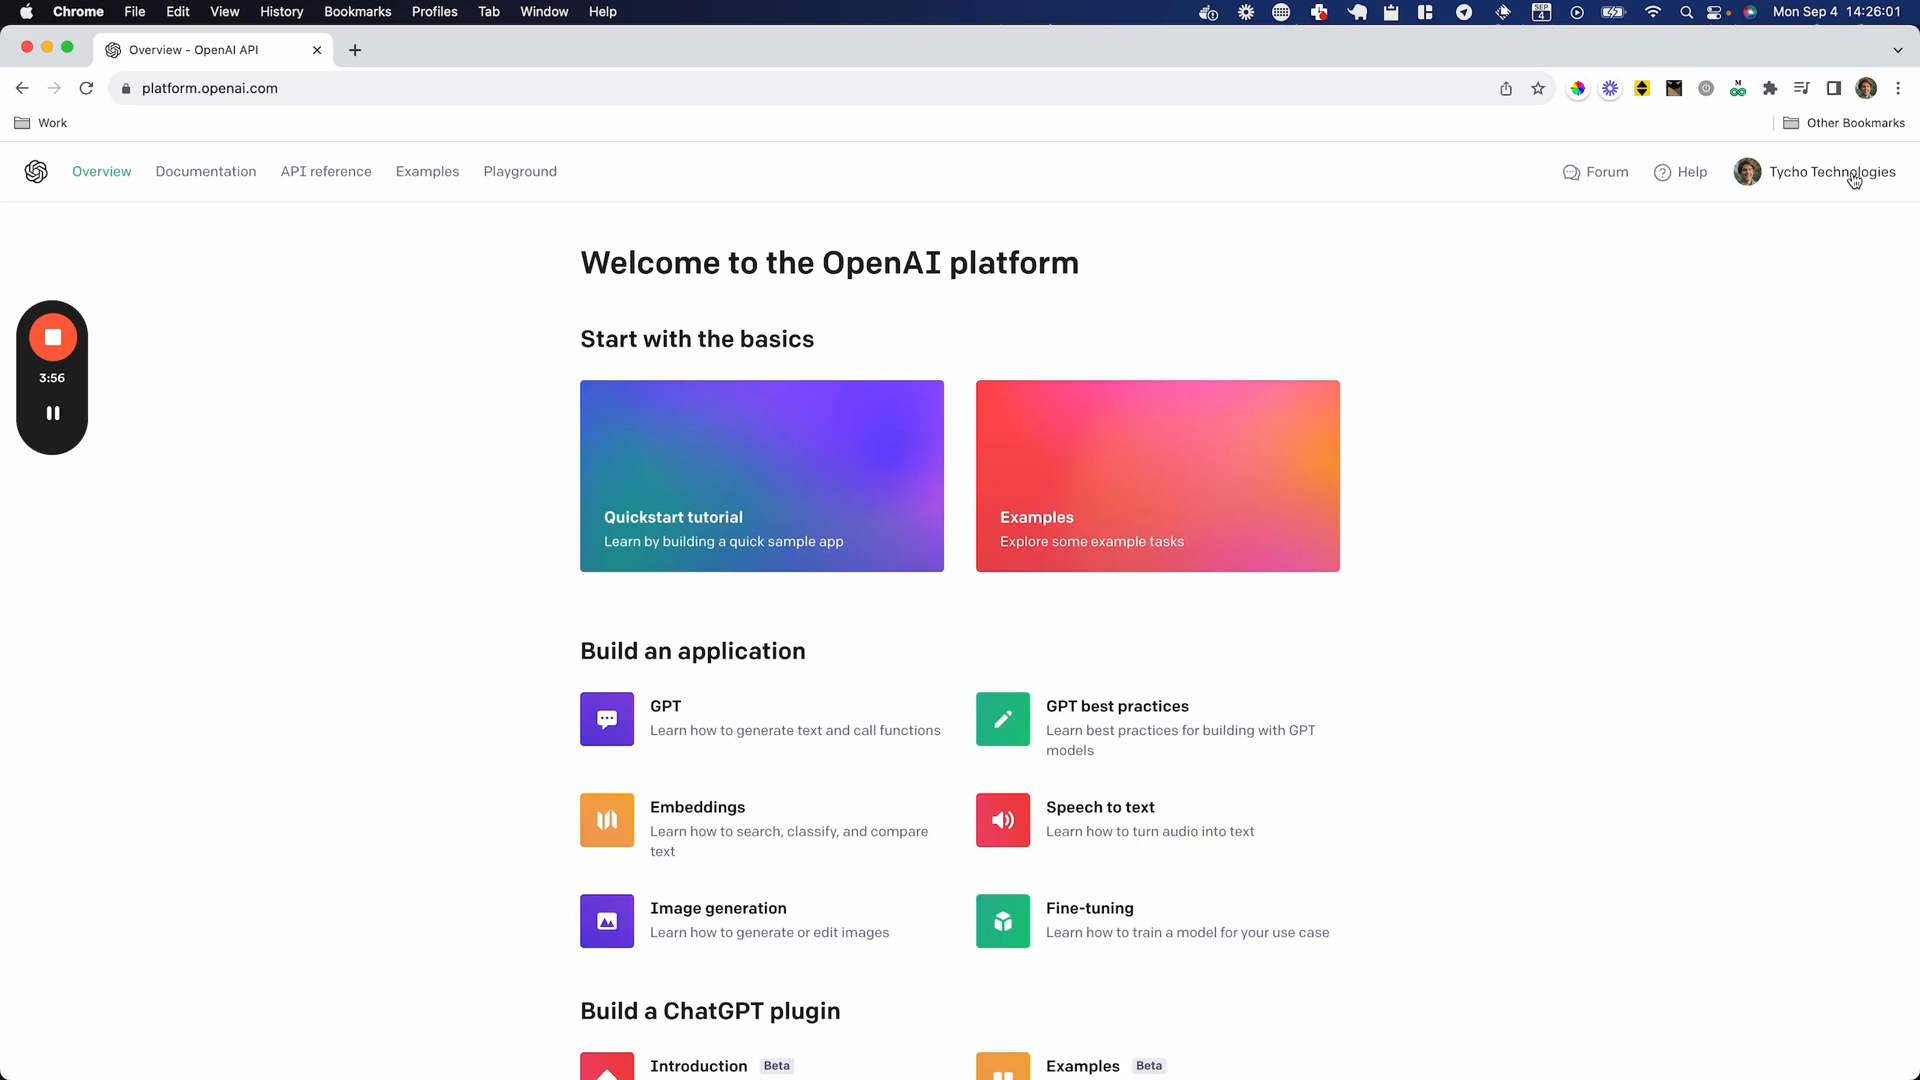 Chrome File Edit View History Bookmarks Profiles Tab Window Help SEP 4 Mon Sep 4 14:26:01
Overview - OpenAI API
platform.openai.com
Work Other Bookmarks
Overview Documentation API reference Examples Playground Forum Help Tycho Technologies
Welcome to the OpenAI platform
Start with the basics
3:56
Quickstart tutorial
Learn by building a quick sample app
Examples
Explore some example tasks
Build an application
GPT
Learn how to generate text and call functions
GPT best practices
Learn best practices for building with GPT
models
Embeddings
Learn how to search, classify, and compare
text
Speech to text
Learn how to turn audio into text
Image generation
Learn how to generate or edit images
Fine-tuning
Learn how to train a model for your use case
Build a ChatGPT plugin
Introduction Beta
Examples Beta